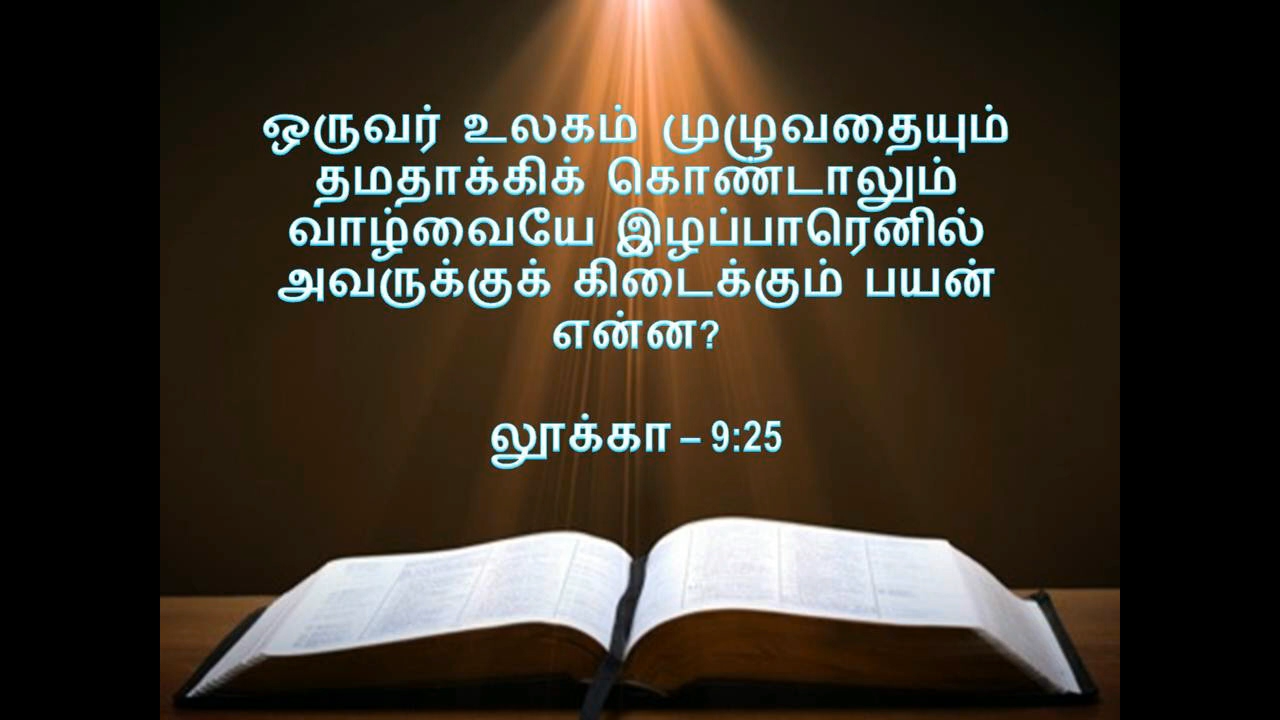 ஒருவர் உலகம் முழுவதையும்
தமதாக்கிக் கொண்டாலும்
வாழ்வையே இழப்பாரெனில்
அவருக்குக் கிடைக்கும் பயன்
என்ன?
லூக்கா – 9:25